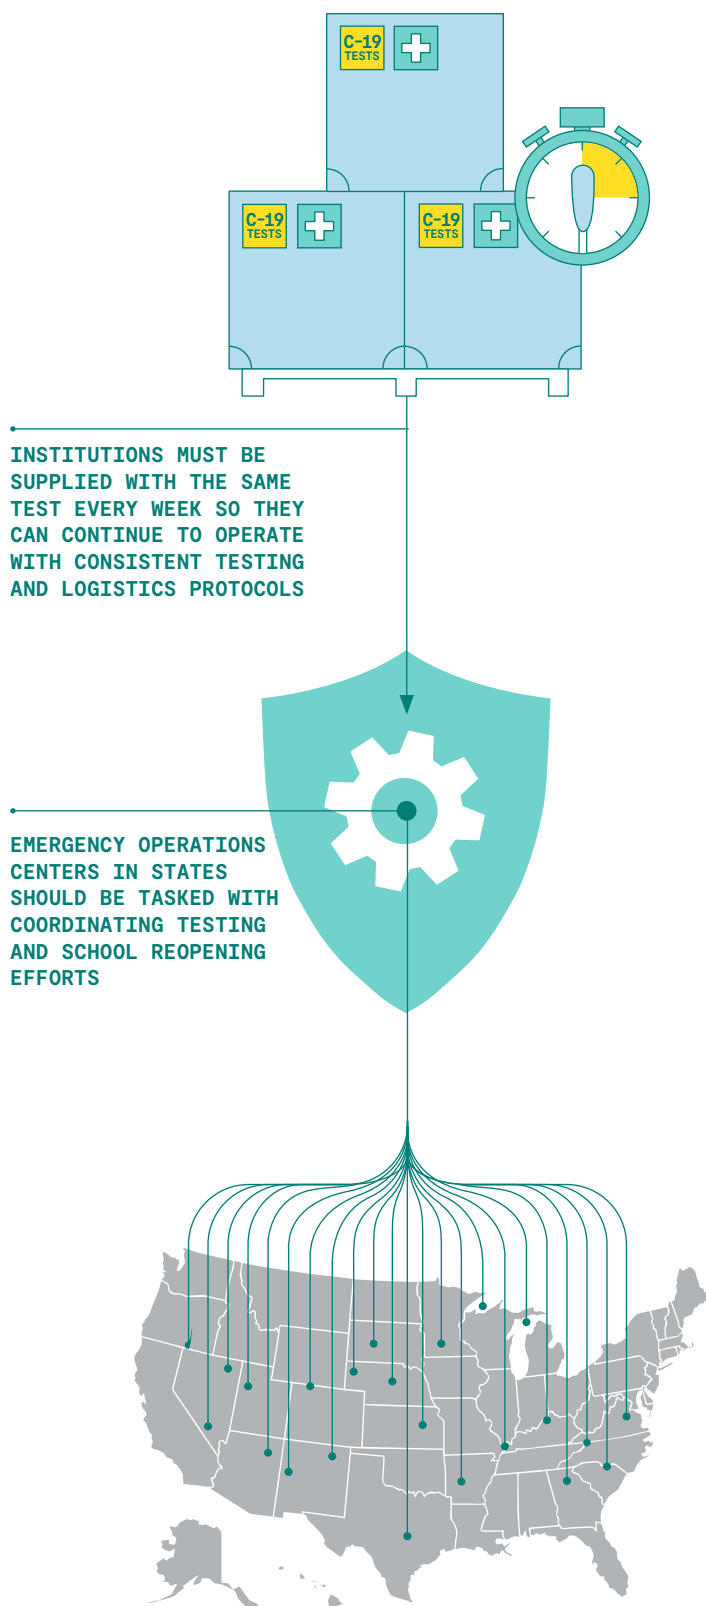 C-19
TESTS
C-19
TESTS
C-19
TESTS
INSTITUTIONS MUST BE
SUPPLIED WITH THE SAME
TEST EVERY WEEK SO THEY
CAN CONTINUE TO OPERATE
WITH CONSISTENT TESTING
AND LOGISTICS PROTOCOLS
EMERGENCY OPERATIONS
CENTERS IN STATES
SHOULD BE TASKED WITH
COORDINATING TESTING
AND SCHOOL REOPENING
EFFORTS